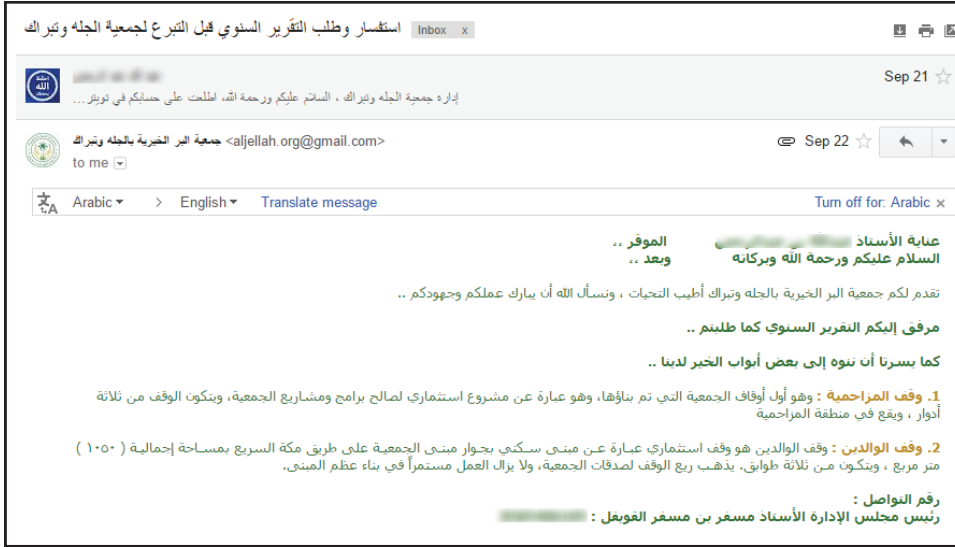 استفسار وطلب التقرير السنوي قبل التبرع لجمعية الجله وتبراك Inbox x
Sep 21
إدارة جمعية الجله وتبراك ، السلام عليكم ورحمة الله، اطلعت على حسابكم في تويتر...
جمعية البر الخيرية بالجله وتبراك <aljellah.org@gmail.com> Sep 22
to me
Arabic > English Translate message Turn off for: Arabic x
عناية الأستاذ الموقر ،،
السلام عليكم ورحمة الله وبركاته وبعد ،،
تقدم لكم جمعية البر الخيرية بالجله وتبراك أطيب التحيات ، ونسأل الله أن يبارك عملكم وجهودكم ..
مرفق إليكم التقرير السنوي كما طلبتم ..
كما يسرنا أن ننوه إلى بعض أبواب الخير لدينا ..
1. وقف المزاحمية : وهو أول أوقاف الجمعية التي تم بناؤها، وهو عبارة عن مشروع استثماري لصالح برامج ومشاريع الجمعية، ويتكون الوقف من ثلاثة
أدوار ، ويقع في منطقة المزاحمية
2. وقف الوالدين : وقف الوالدين هو وقف استثماري عبارة عن مبنى سكني بجوار مبنى الجمعية على طريق مكة السريع بمساحة إجمالية ( ١٠٥٠ )
متر مربع ، ويتكون من ثلاثة طوابق. يذهب ريع الوقف لصدقات الجمعية، ولا يزال العمل مستمراً في بناء عظم المبنى.
رقم التواصل :
رئيس مجلس الإدارة الأستاذ مسفر بن مسفر القويفل :